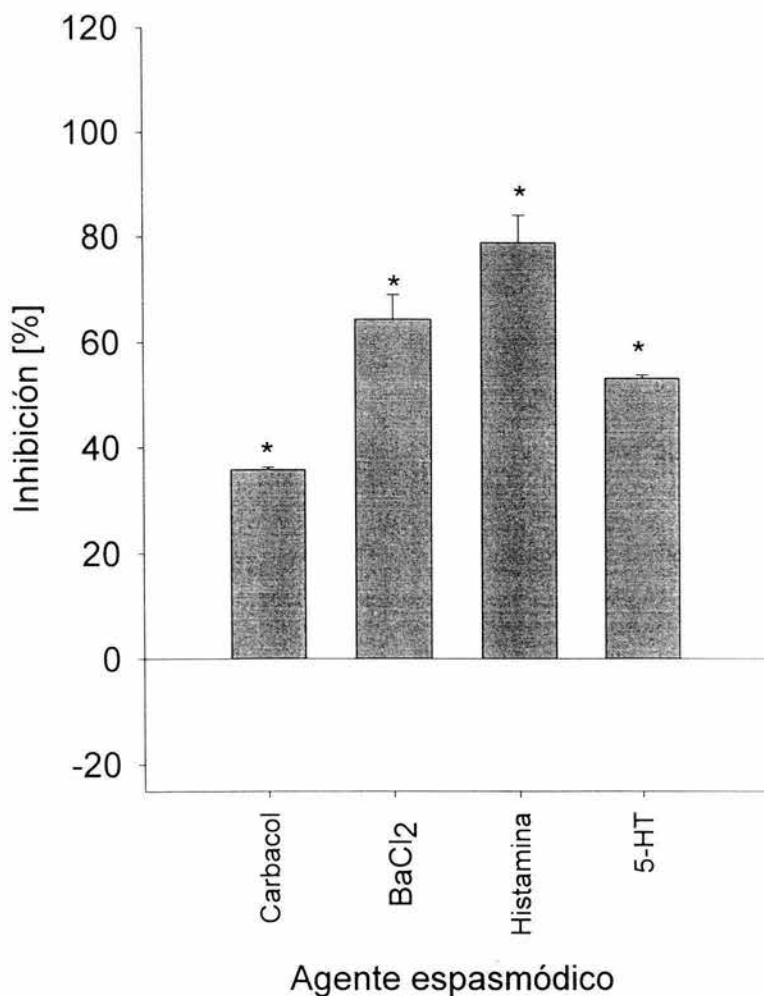 120
100
80
60
40
20
0
-20
Inhibición [%]
*
*
*
*
Carbacol
BaCl2
Histamina
5-HT
Agente espasmódico